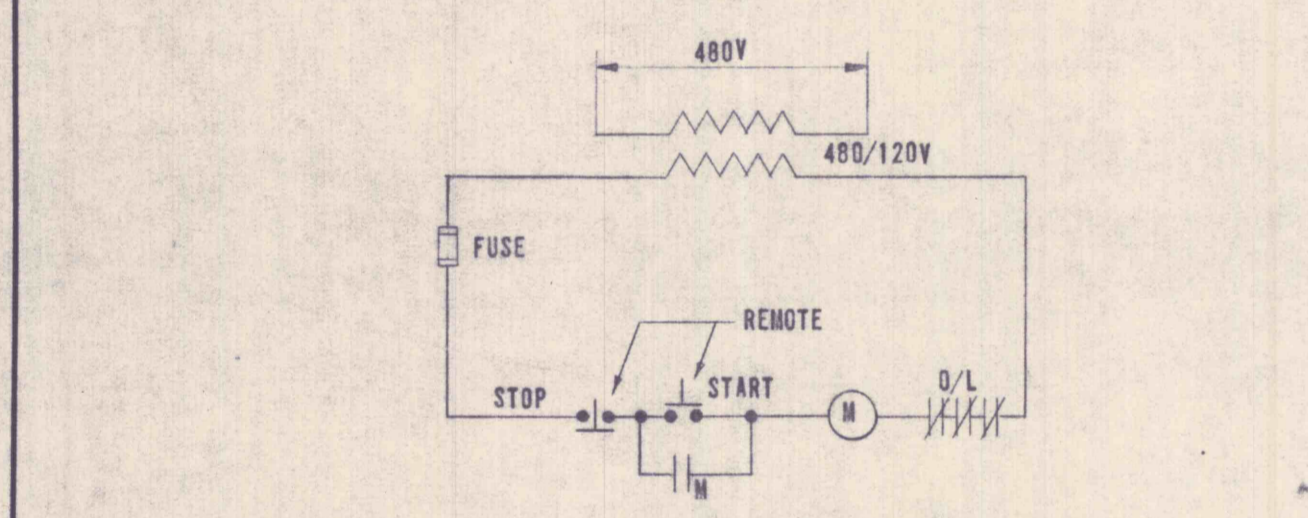 480V
480/120V
FUSE
REMOTE
STOP
START
O/L
M
M